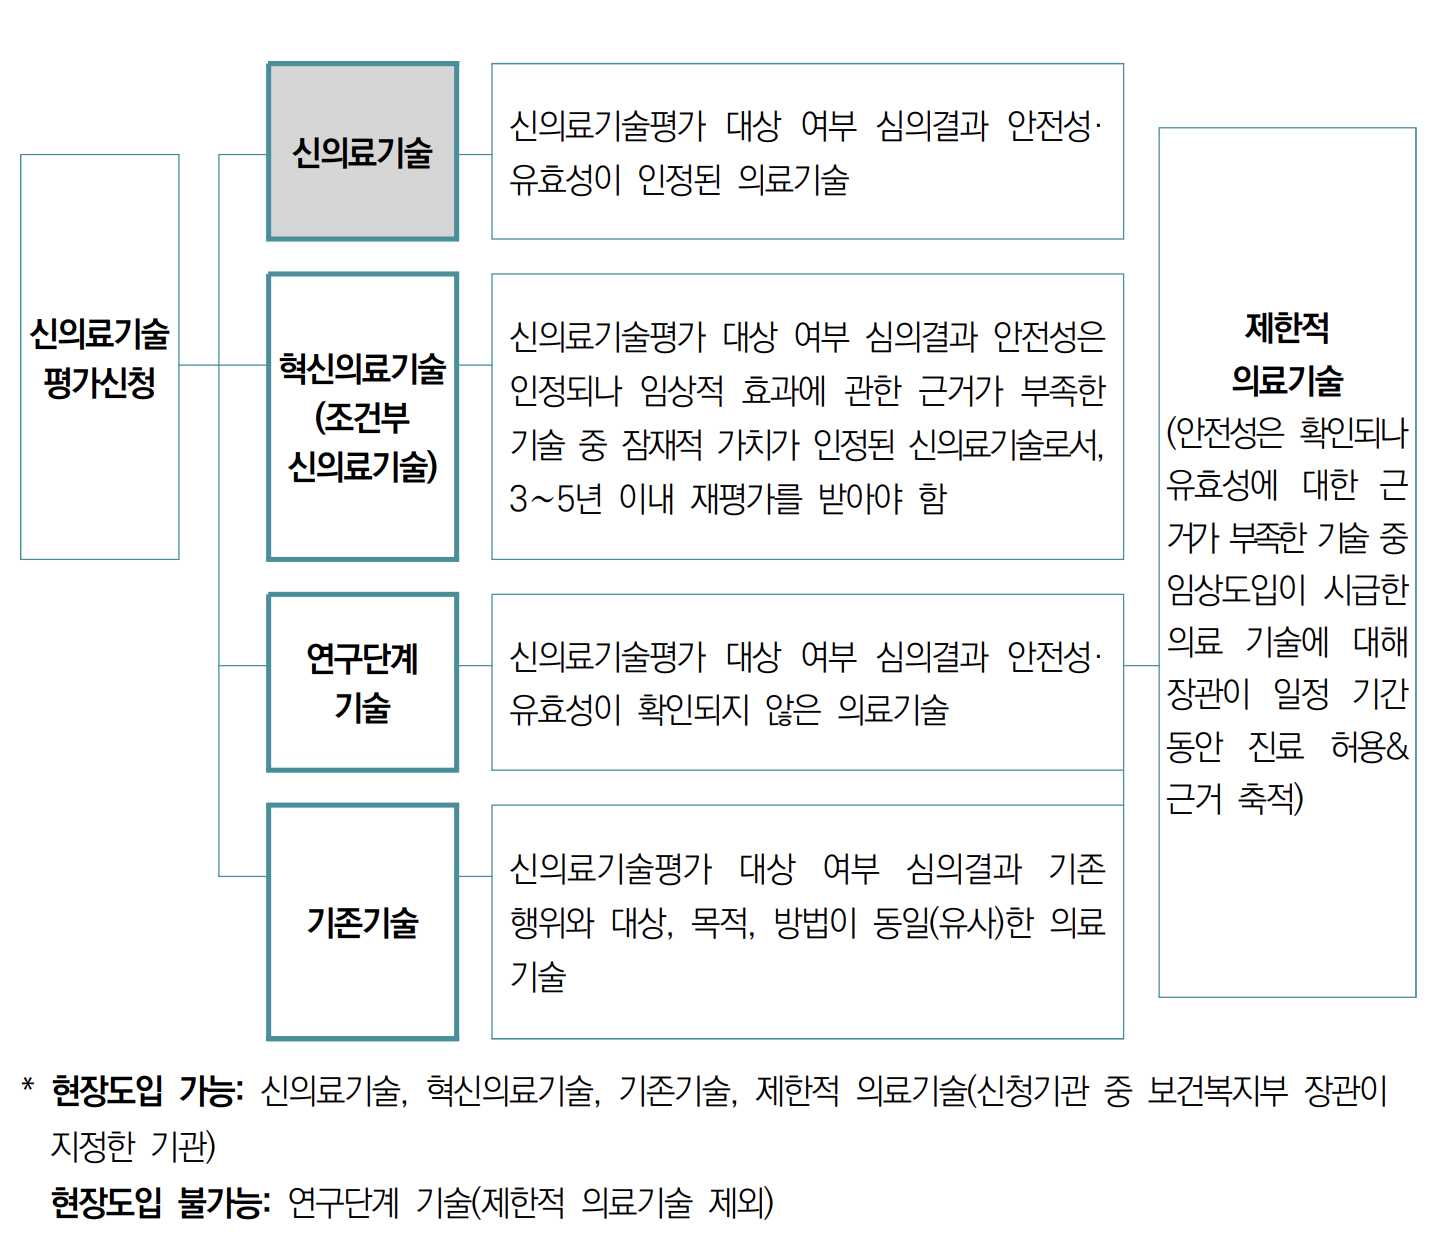 신의료기술
평가신청
신의료기술
신의료기술평가 대상 여부 심의결과 안전성·
유효성이 인정된 의료기술
혁신의료기술
(조건부
신의료기술)
신의료기술평가 대상 여부 심의결과 안전성은
인정되나 임상적 효과에 관한 근거가 부족한
기술 중 잠재적 가치가 인정된 신의료기술로서,
3～5년 이내 재평가를 받아야 함
연구단계
기술
신의료기술평가 대상 여부 심의결과 안전성·
유효성이 확인되지 않은 의료기술
기존기술
신의료기술평가 대상 여부 심의결과 기존
행위와 대상, 목적, 방법이 동일(유사)한 의료
기술
제한적
의료기술
(안전성은 확인되나
유효성에 대한 근
거가 부족한 기술 중
임상도입이 시급한
의료 기술에 대해
장관이 일정 기간
동안 진료 허용&
근거 축적)
* 현장도입 가능: 신의료기술, 혁신의료기술, 기존기술, 제한적 의료기술(신청기관 중 보건복지부 장관이
지정한 기관)
현장도입 불가능: 연구단계 기술(제한적 의료기술 제외)